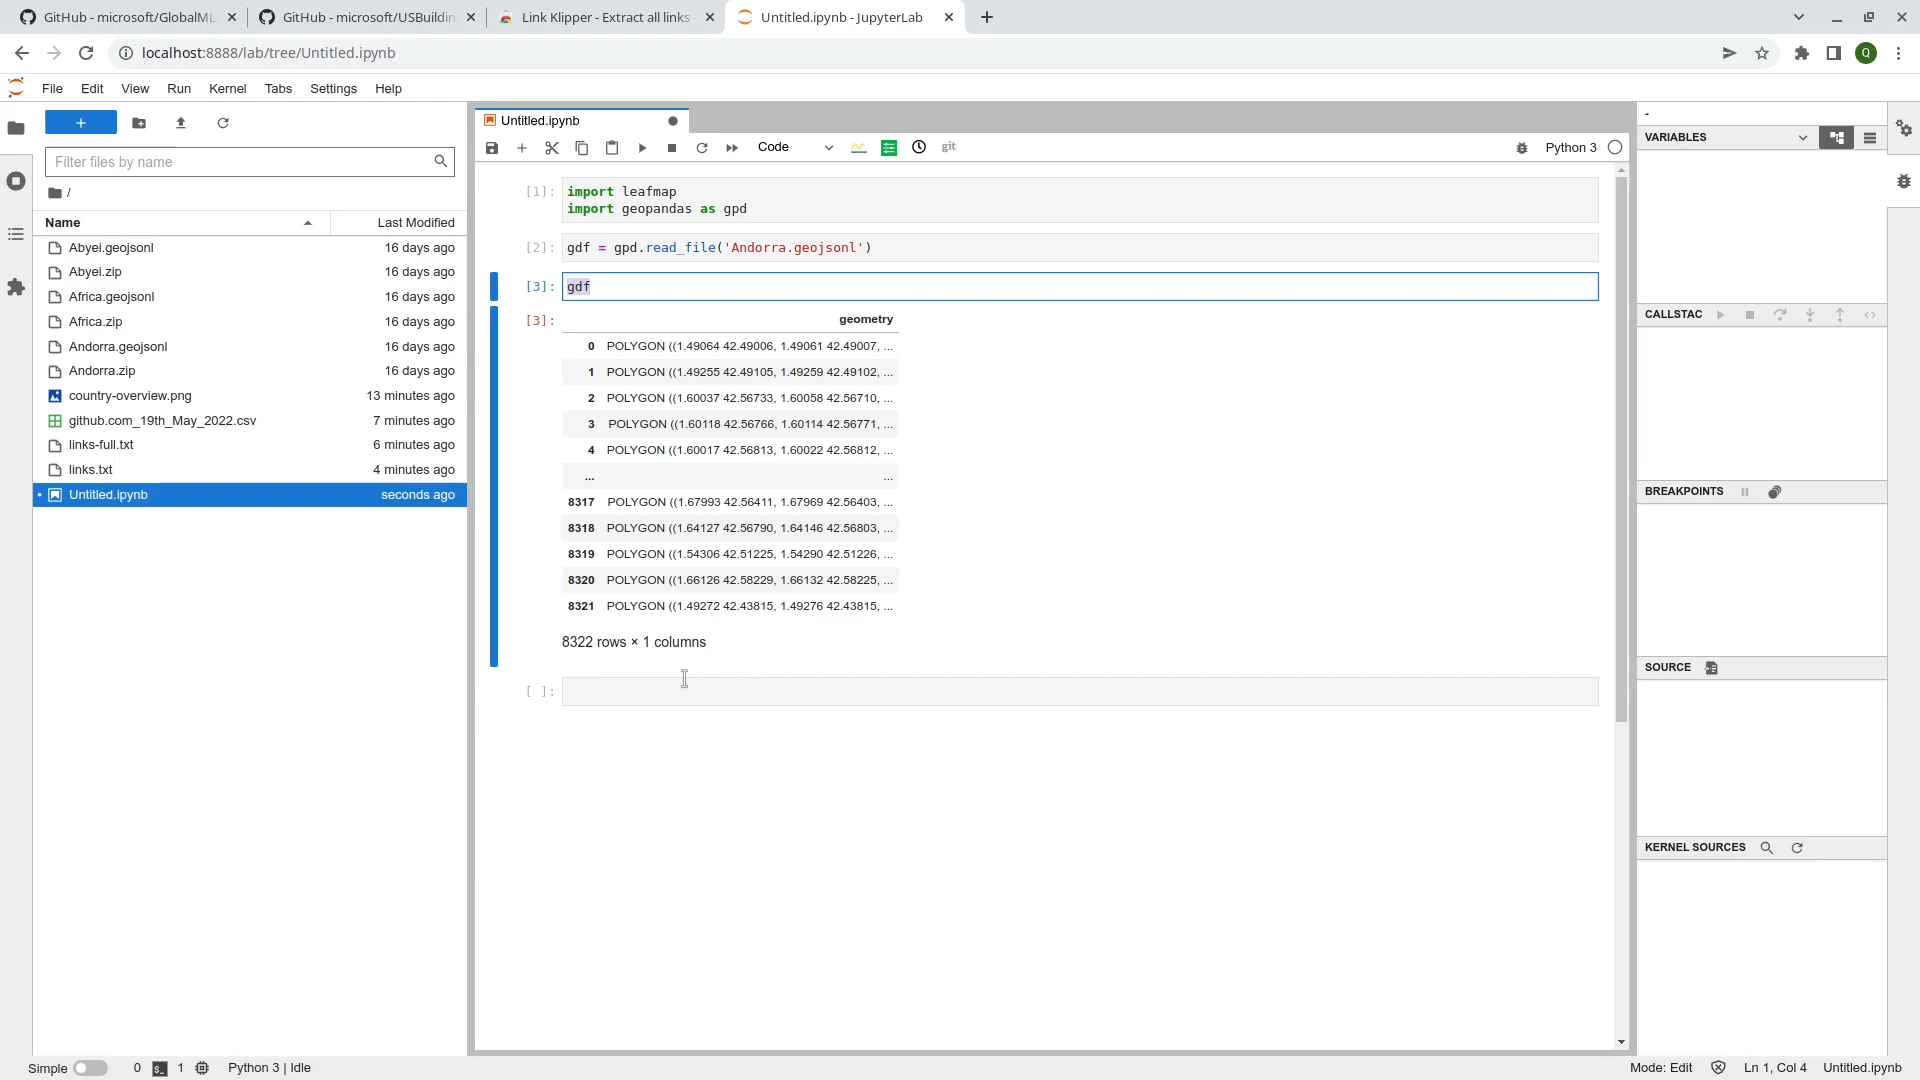 GitHub - microsoft/GlobalML
GitHub - microsoft/USBuildin
Link Klipper - Extract all links
Untitled.ipynb - JupyterLab
localhost:8888/lab/tree/Untitled.ipynb
Q
File Edit View Run Kernel Tabs Settings Help
Filter files by name
/
Name Last Modified
Abyei.geojsonl 16 days ago
Abyei.zip 16 days ago
Africa.geojsonl 16 days ago
Africa.zip 16 days ago
Andorra.geojsonl 16 days ago
Andorra.zip 16 days ago
country-overview.png 13 minutes ago
github.com_19th_May_2022.csv 7 minutes ago
links-full.txt 6 minutes ago
links.txt 4 minutes ago
Untitled.ipynb seconds ago
Untitled.ipynb
Code git Python 3
[1]: import leafmap
import geopandas as gpd
[2]: gdf = gpd.read_file('Andorra.geojsonl')
[3]: gdf
[3]: geometry
0 POLYGON ((1.49064 42.49006, 1.49061 42.49007, ...
1 POLYGON ((1.49255 42.49105, 1.49259 42.49102, ...
2 POLYGON ((1.60037 42.56733, 1.60058 42.56710, ...
3 POLYGON ((1.60118 42.56766, 1.60114 42.56771, ...
4 POLYGON ((1.60017 42.56813, 1.60022 42.56812, ...
... ...
8317 POLYGON ((1.67993 42.56411, 1.67969 42.56403, ...
8318 POLYGON ((1.64127 42.56790, 1.64146 42.56803, ...
8319 POLYGON ((1.54306 42.51225, 1.54290 42.51226, ...
8320 POLYGON ((1.66126 42.58229, 1.66132 42.58225, ...
8321 POLYGON ((1.49272 42.43815, 1.49276 42.43815, ...
8322 rows × 1 columns
[ ]:
-
VARIABLES
CALLSTAC
BREAKPOINTS
SOURCE
KERNEL SOURCES
Simple 0 $_ 1 Python 3 | Idle
Mode: Edit Ln 1, Col 4 Untitled.ipynb